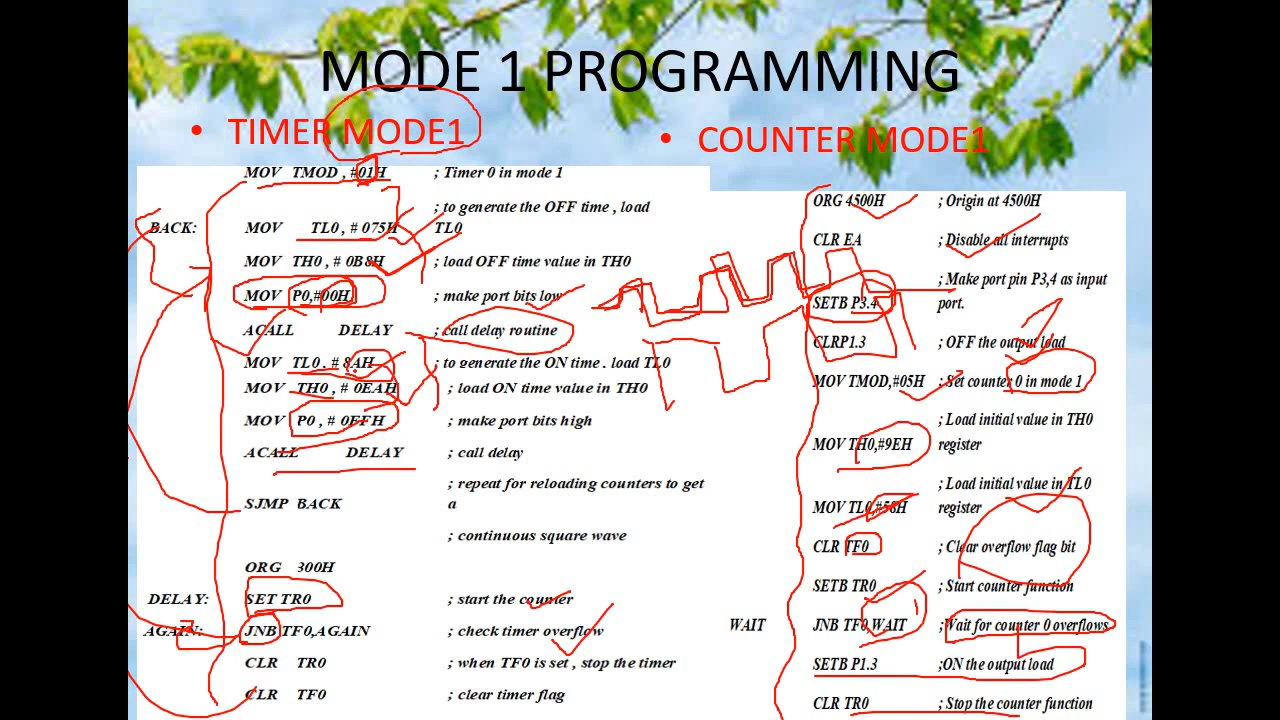 MODE 1 PROGRAMMING
• TIMER MODE1
MOV TMOD , #01H ; Timer 0 in mode 1
; to generate the OFF time , load
BACK: MOV TL0 , # 075H TL0
MOV TH0 , # 0B8H ; load OFF time value in TH0
MOV P0,#00H ; make port bits low
ACALL DELAY ; call delay routine
MOV TL0 , # 8AH ; to generate the ON time . load TL0
MOV TH0 , # 0EAH ; load ON time value in TH0
MOV P0 , # 0FFH ; make port bits high
ACALL DELAY ; call delay
; repeat for reloading counters to get
SJMP BACK a
; continuous square wave
ORG 300H
DELAY: SET TR0 ; start the counter
AGAIN: JNB TF0,AGAIN ; check timer overflow
CLR TR0 ; when TF0 is set , stop the timer
CLR TF0 ; clear timer flag
• COUNTER MODE1
ORG 4500H ; Origin at 4500H
CLR EA ; Disable all interrupts
; Make port pin P3,4 as input
SETB P3.4 port.
CLRP1.3 ; OFF the output load
MOV TMOD,#05H ; Set counter 0 in mode 1
; Load initial value in TH0
MOV TH0,#9EH register
; Load initial value in TL0
MOV TL0,#58H register
CLR TF0 ; Clear overflow flag bit
SETB TR0 ; Start counter function
WAIT JNB TF0,WAIT ;Wait for counter 0 overflows
SETB P1.3 ;ON the output load
CLR TR0 ; Stop the counter function